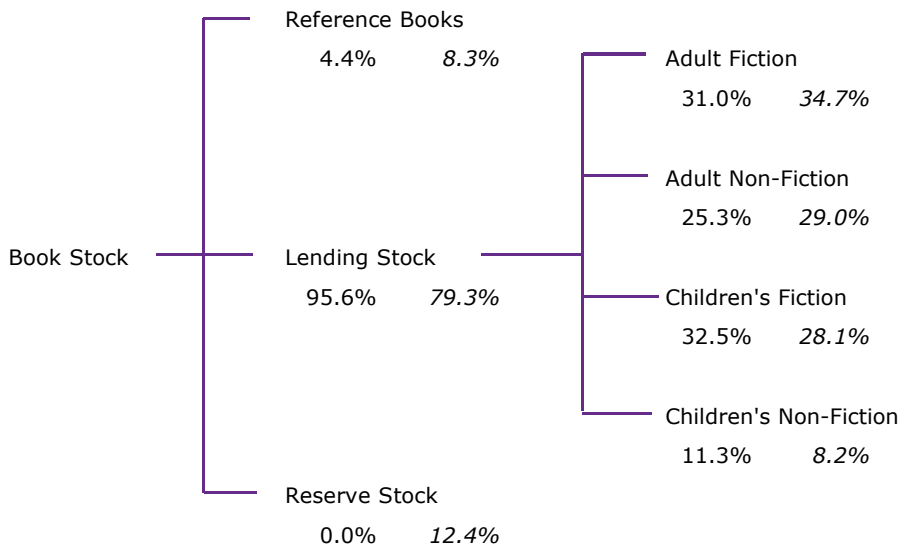 Reference Books
4.4% 8.3%
Adult Fiction
31.0% 34.7%
Adult Non-Fiction
25.3% 29.0%
Book Stock
Lending Stock
95.6% 79.3%
Children's Fiction
32.5% 28.1%
Children's Non-Fiction
11.3% 8.2%
Reserve Stock
0.0% 12.4%